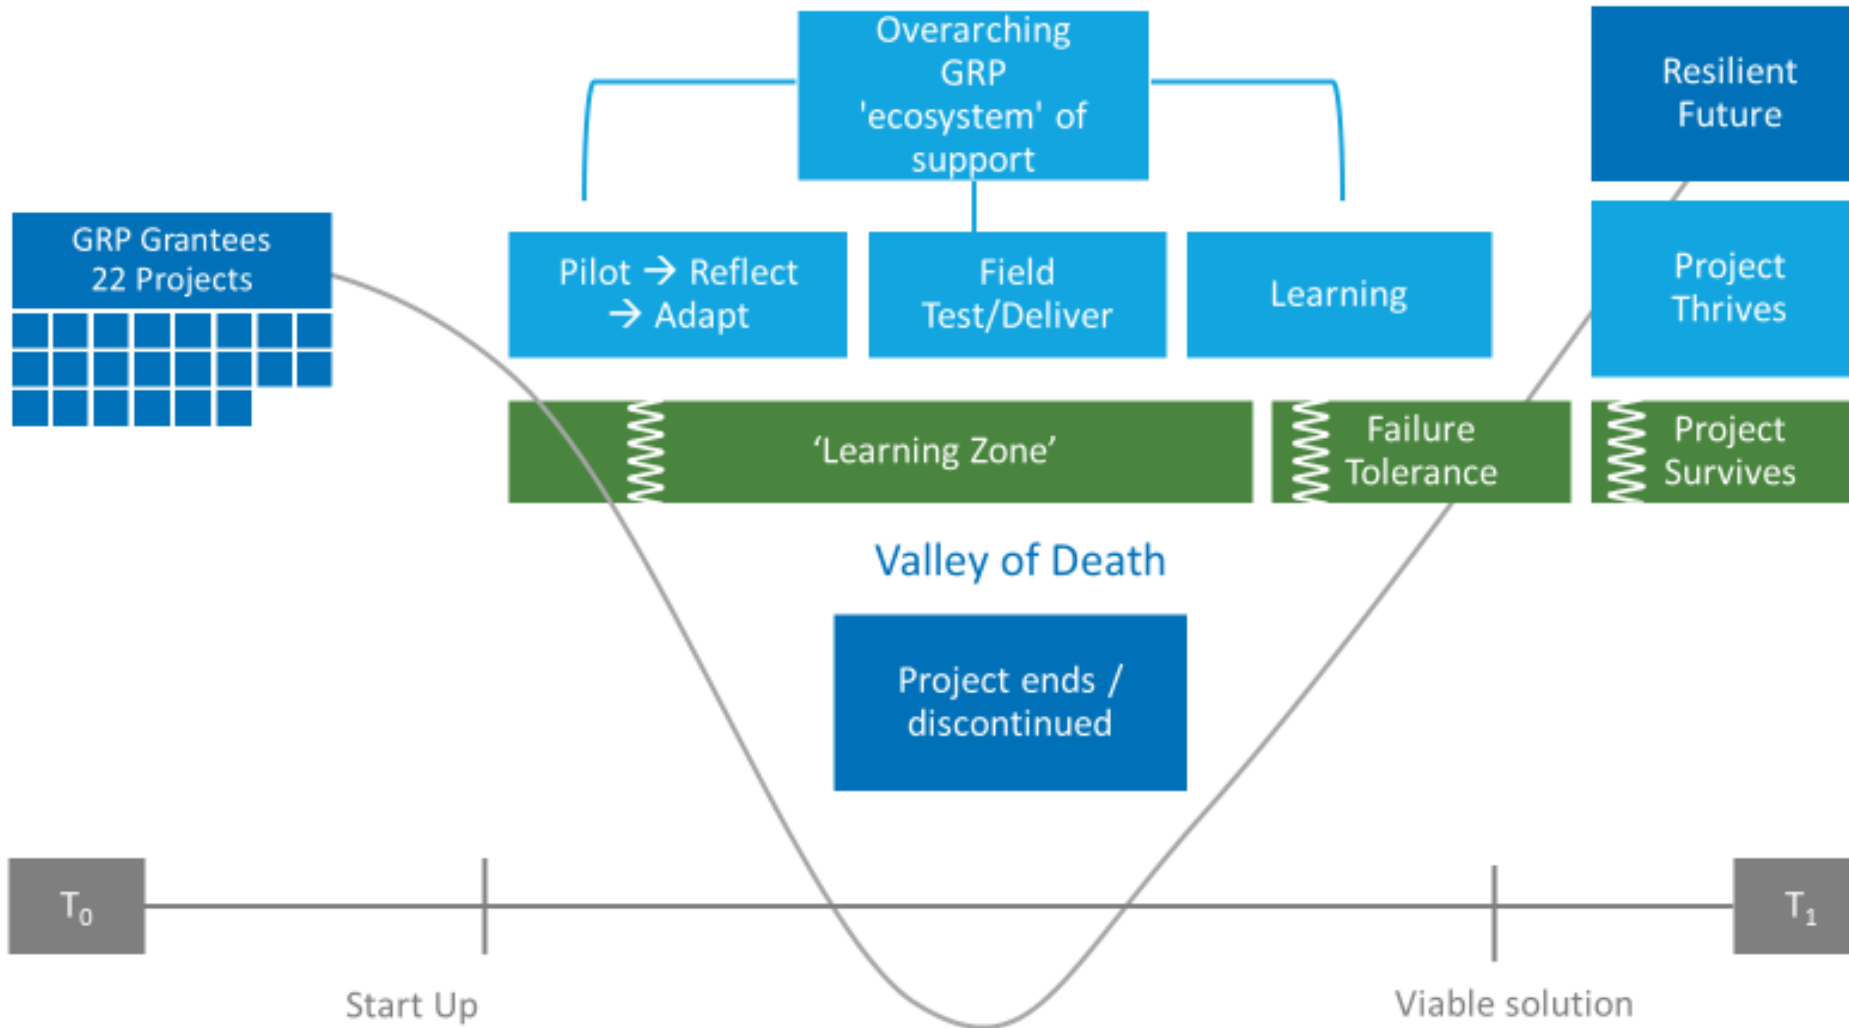 Overarching
GRP
'ecosystem' of
support
Resilient
Future
GRP Grantees
22 Projects
Pilot → Reflect
→ Adapt
Field
Test/Deliver
Learning
Project
Thrives
‘Learning Zone’
Failure
Tolerance
Project
Survives
Valley of Death
Project ends /
discontinued
T₀
T₁
Start Up
Viable solution